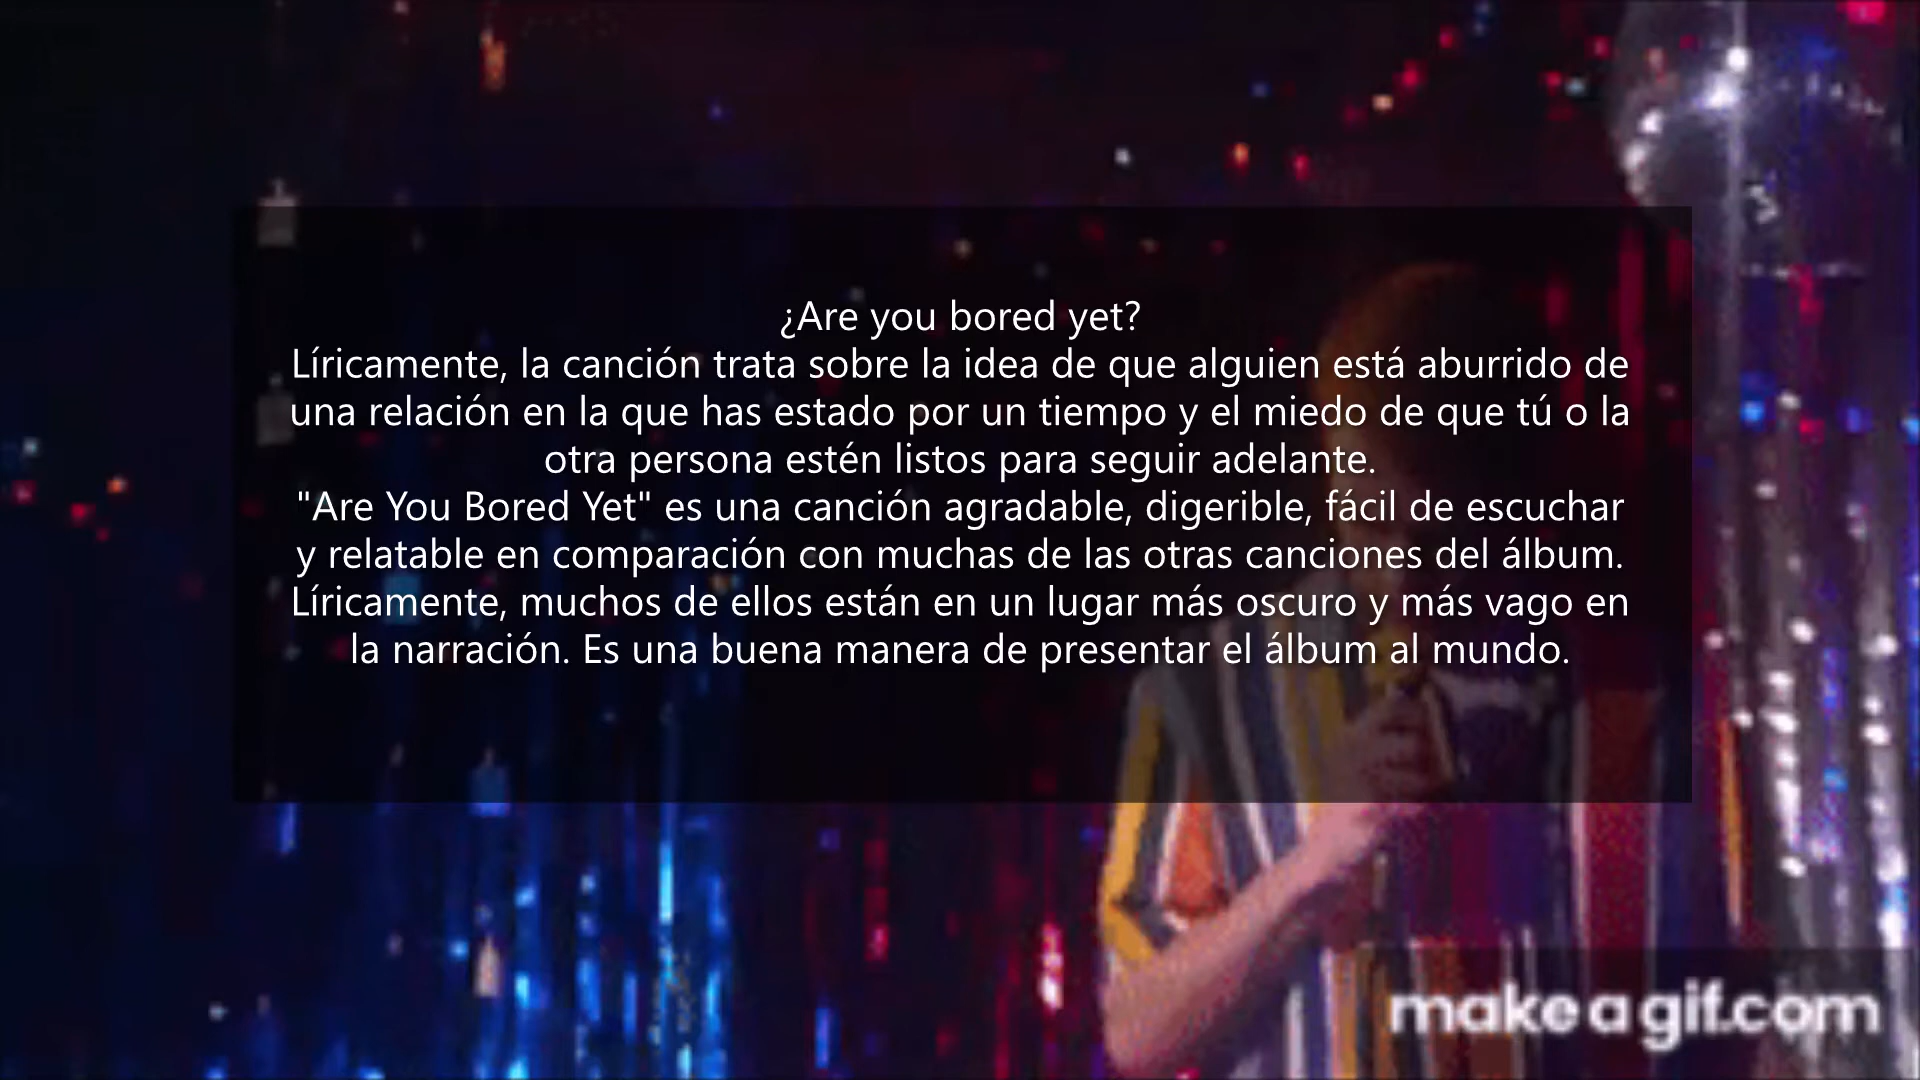 ¿Are you bored yet?
Líricamente, la canción trata sobre la idea de que alguien está aburrido de
una relación en la que has estado por un tiempo y el miedo de que tú o la
otra persona estén listos para seguir adelante.
"Are You Bored Yet" es una canción agradable, digerible, fácil de escuchar
y relatable en comparación con muchas de las otras canciones del álbum.
Líricamente, muchos de ellos están en un lugar más oscuro y más vago en
la narración. Es una buena manera de presentar el álbum al mundo.
make a gif.com